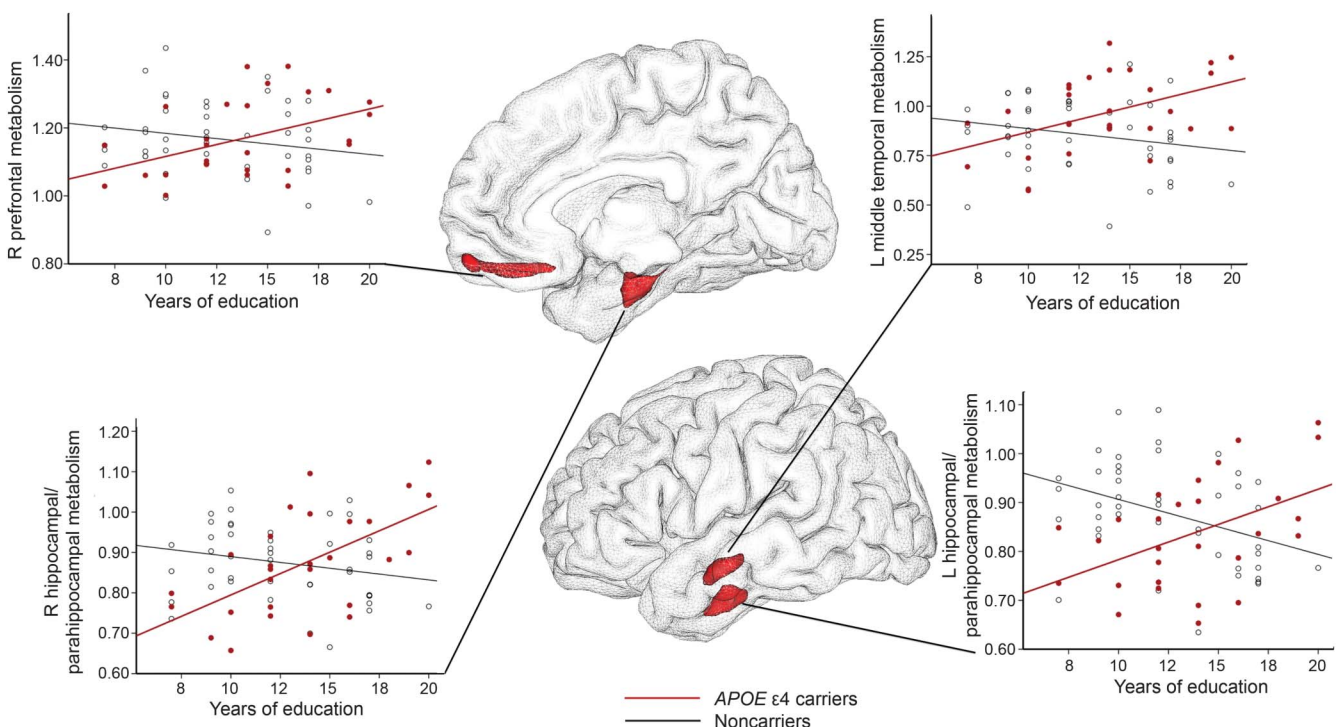 R prefrontal metabolism
1.40
1.20
1.00
0.80
8 10 12 15 18 20
Years of education
L middle temporal metabolism
1.25
1.00
0.75
0.50
0.25
8 10 12 15 18 20
Years of education
R hippocampal/
parahippocampal metabolism
1.20
1.10
1.00
0.90
0.80
0.70
0.60
8 10 12 15 18 20
Years of education
L hippocampal/
parahippocampal metabolism
1.10
1.00
0.90
0.80
0.70
0.60
8 10 12 15 18 20
Years of education
APOE ε4 carriers
Noncarriers